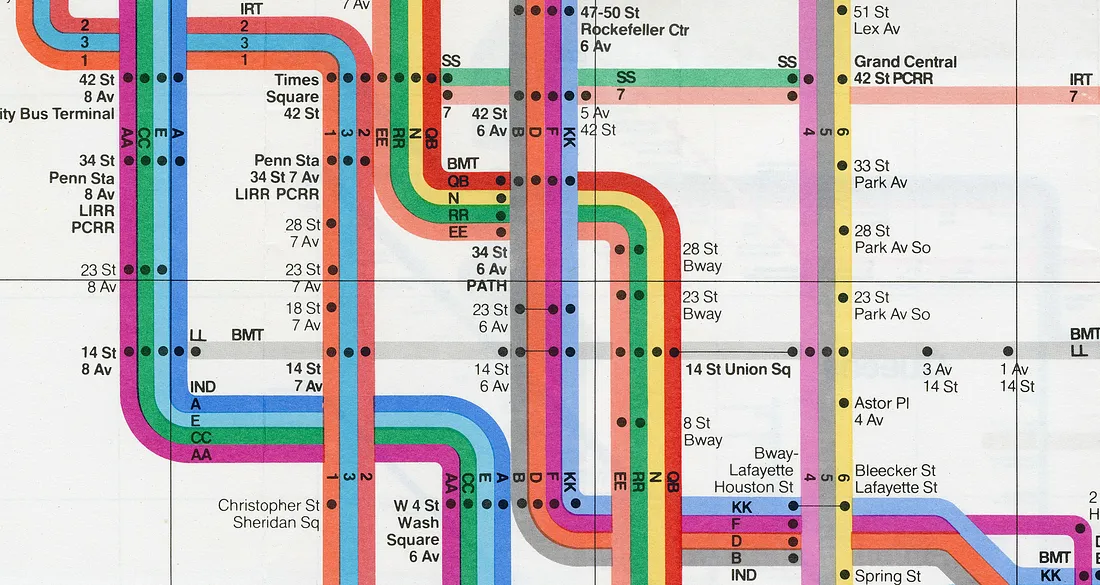 7 Av
2
3
1
IRT
2
3
1
47-50 St
Rockefeller Ctr
6 Av
51 St
Lex Av
42 St
8 Av
ity Bus Terminal
Times
Square
42 St
SS
7
SS
7
SS
42 St
6 Av
5 Av
42 St
Grand Central
42 St PCRR
IRT
7
AA
CC
E
A
1
3
2
EE
RR
N
QB
B
D
F
KK
4
5
6
34 St
Penn Sta
8 Av
LIRR
PCRR
Penn Sta
34 St 7 Av
LIRR PCRR
BMT
QB
N
RR
EE
33 St
Park Av
28 St
7 Av
34 St
6 Av
PATH
28 St
Bway
28 St
Park Av So
23 St
8 Av
23 St
7 Av
18 St
7 Av
23 St
6 Av
23 St
Bway
23 St
Park Av So
LL
BMT
14 St
8 Av
14 St
7 Av
14 St
6 Av
14 St Union Sq
3 Av
14 St
1 Av
14 St
BMT
LL
IND
A
E
CC
AA
8 St
Bway
Astor Pl
4 Av
1
3
2
AA
CC
E
A
B
D
F
KK
EE
RR
N
QB
4
5
6
Bway-
Lafayette
Houston St
Bleecker St
Lafayette St
Christopher St
Sheridan Sq
W 4 St
Wash
Square
6 Av
KK
F
D
B
IND
Spring St
2
H
D
B
BMT
KK